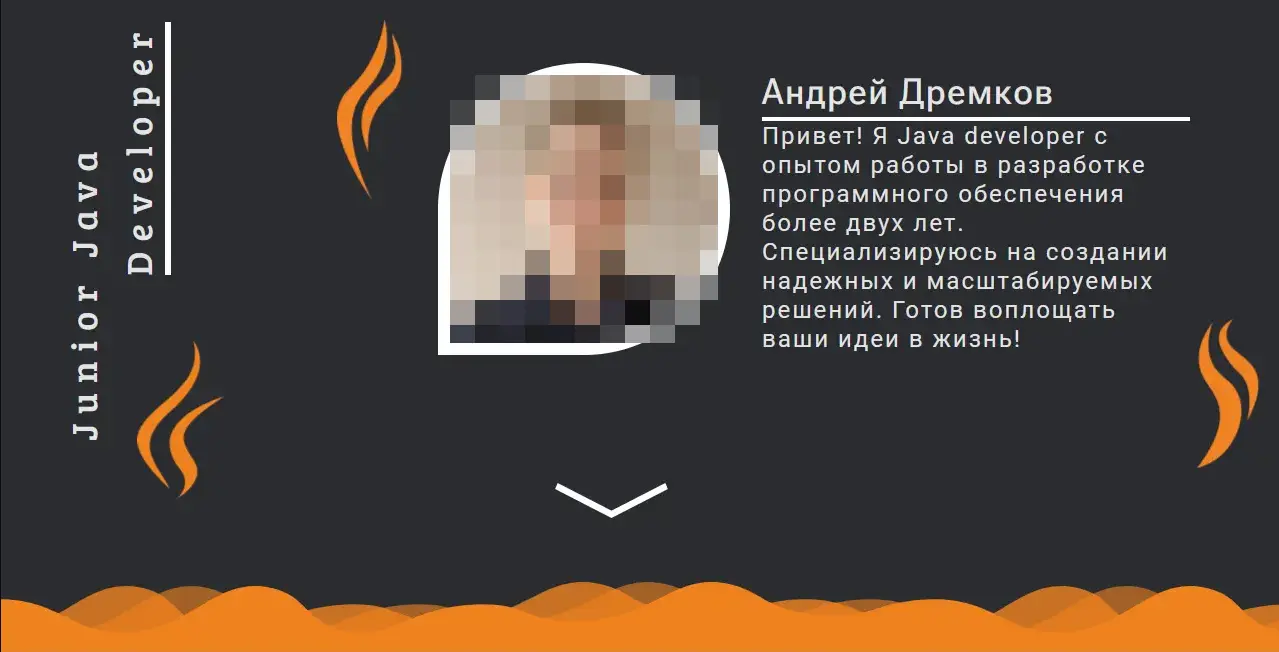 Junior Java
Developer
Андрей Дремков
Привет! Я Java developer с
опытом работы в разработке
программного обеспечения
более двух лет.
Специализируюсь на создании
надежных и масштабируемых
решений. Готов воплощать
ваши идеи в жизнь!